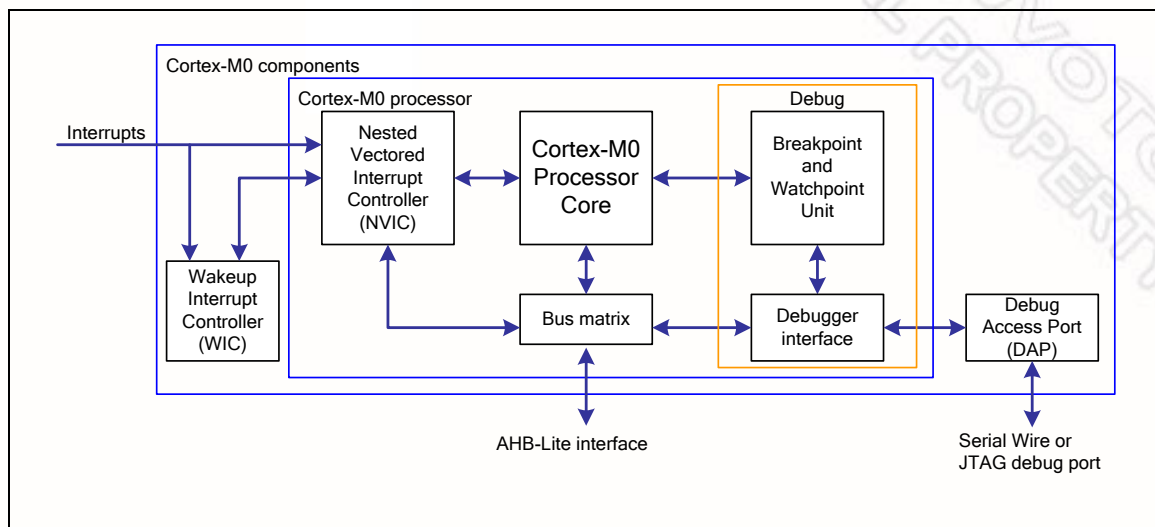 Cortex-M0 components
Cortex-M0 processor
Debug
Interrupts
Nested
Vectored
Interrupt
Controller
(NVIC)
Cortex-M0
Processor
Core
Breakpoint
and
Watchpoint
Unit
Wakeup
Interrupt
Controller
(WIC)
Bus matrix
Debugger
interface
Debug
Access Port
(DAP)
AHB-Lite interface
Serial Wire or
JTAG debug port
PROPERTY